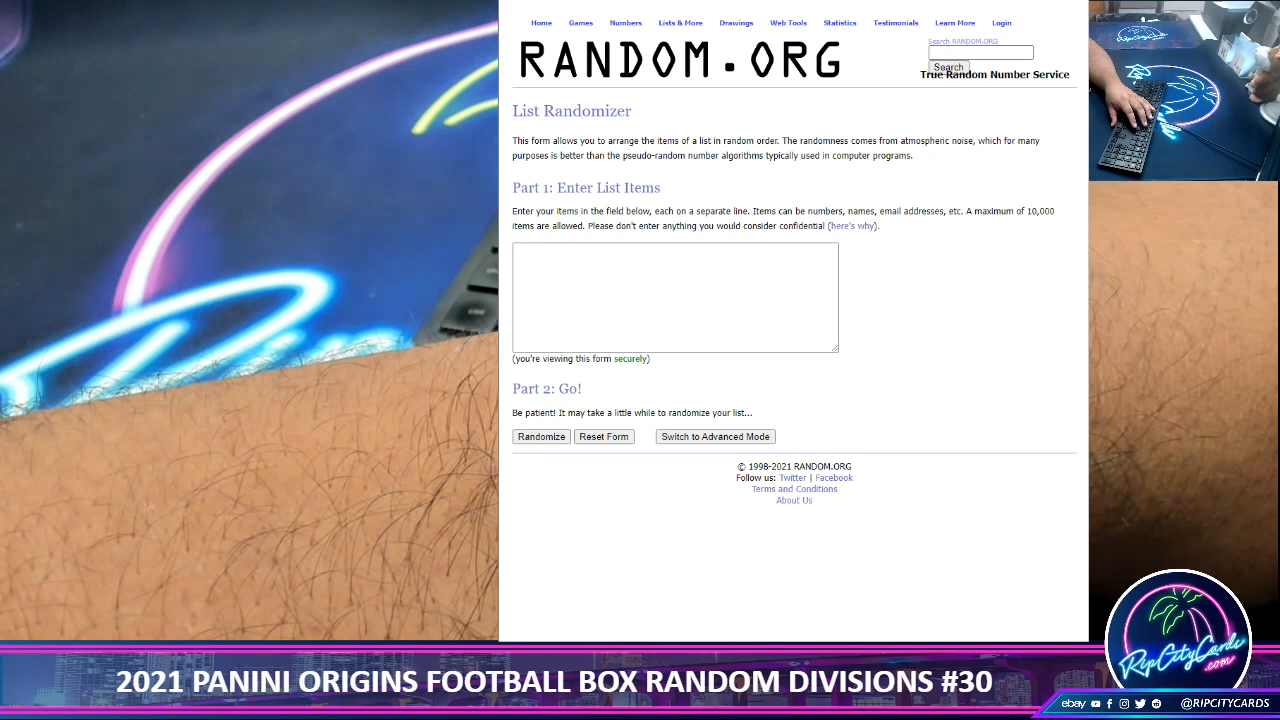 Home Games Numbers Lists & More Drawings Web Tools Statistics Testimonials Learn More Login
RANDOM.ORG
Search RANDOM.ORG
Search
True Random Number Service
List Randomizer
This form allows you to arrange the items of a list in random order. The randomness comes from atmospheric noise, which for many
purposes is better than the pseudo-random number algorithms typically used in computer programs.
Part 1: Enter List Items
Enter your items in the field below, each on a separate line. Items can be numbers, names, email addresses, etc. A maximum of 10,000
items are allowed. Please don't enter anything you would consider confidential (here's why).
(you're viewing this form securely)
Part 2: Go!
Be patient! It may take a little while to randomize your list...
Randomize Reset Form Switch to Advanced Mode
© 1998-2021 RANDOM.ORG
Follow us: Twitter | Facebook
Terms and Conditions
About Us
2021 PANINI ORIGINS FOOTBALL BOX RANDOM DIVISIONS #30
RipCityCards
.com
ebay @RIPCITYCARDS